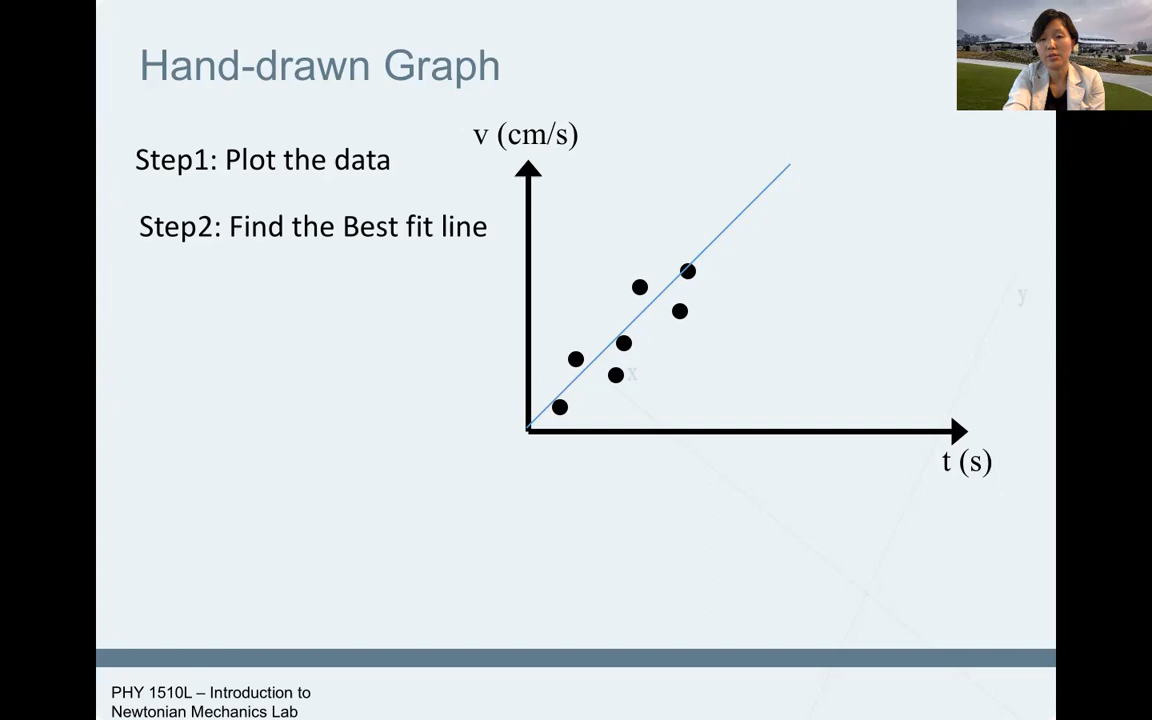 Hand-drawn Graph
v (cm/s)
Step1: Plot the data
Step2: Find the Best fit line
y
x
t (s)
PHY 1510L – Introduction to
Newtonian Mechanics Lab